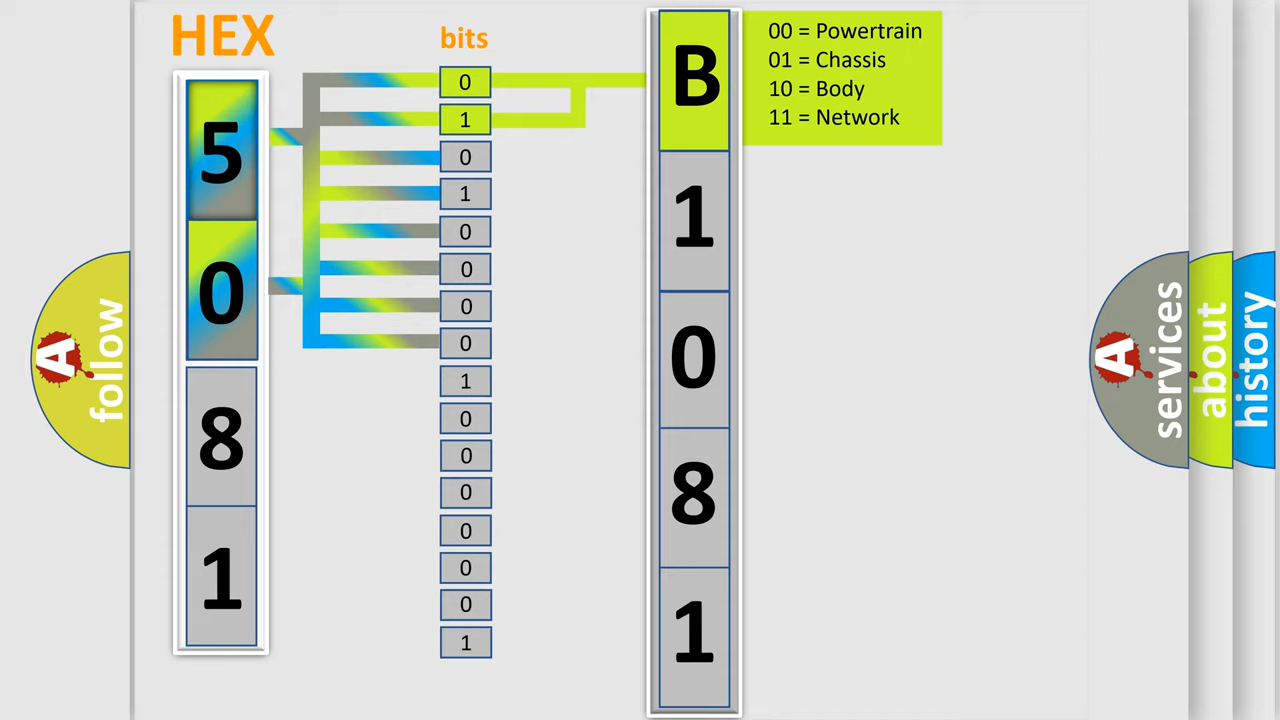 HEX
bits
5
0
8
1
0
1
0
1
0
0
0
0
1
0
0
0
0
0
0
1
B
1
0
8
1
00 = Powertrain
01 = Chassis
10 = Body
11 = Network
A
follow
A
services
about
history